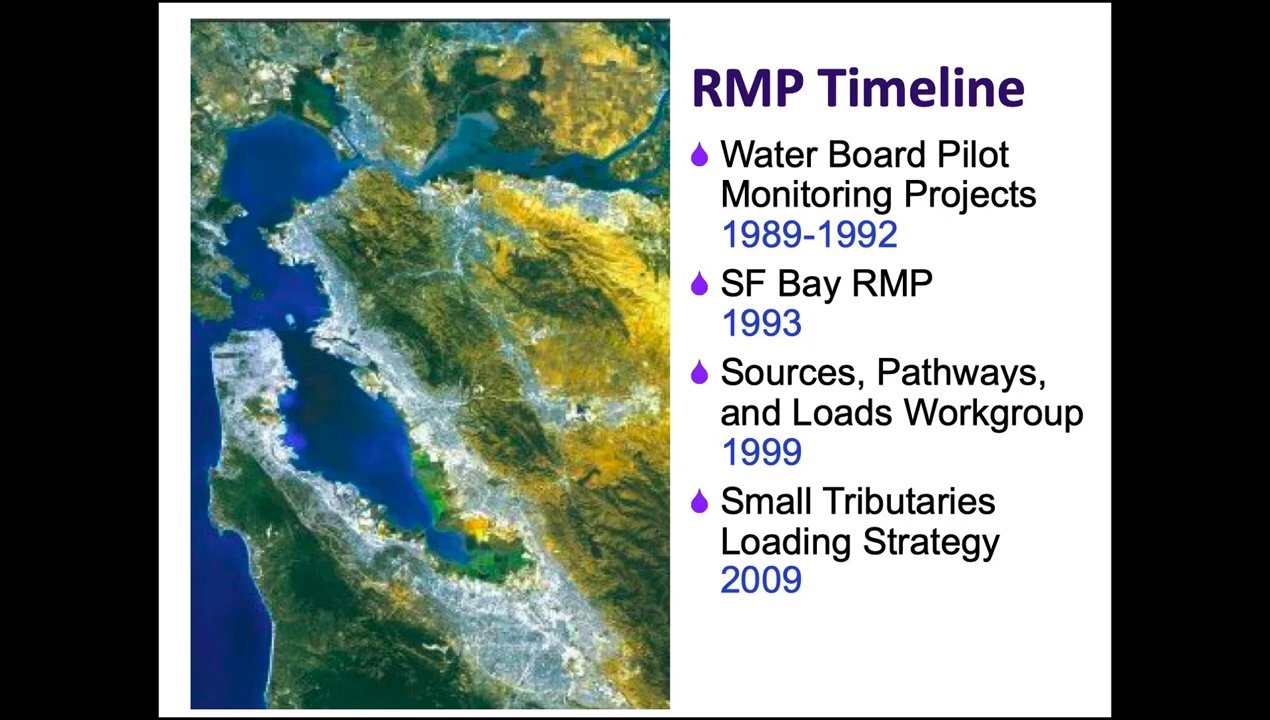 RMP Timeline
Water Board Pilot
Monitoring Projects
1989-1992
SF Bay RMP
1993
Sources, Pathways,
and Loads Workgroup
1999
Small Tributaries
Loading Strategy
2009